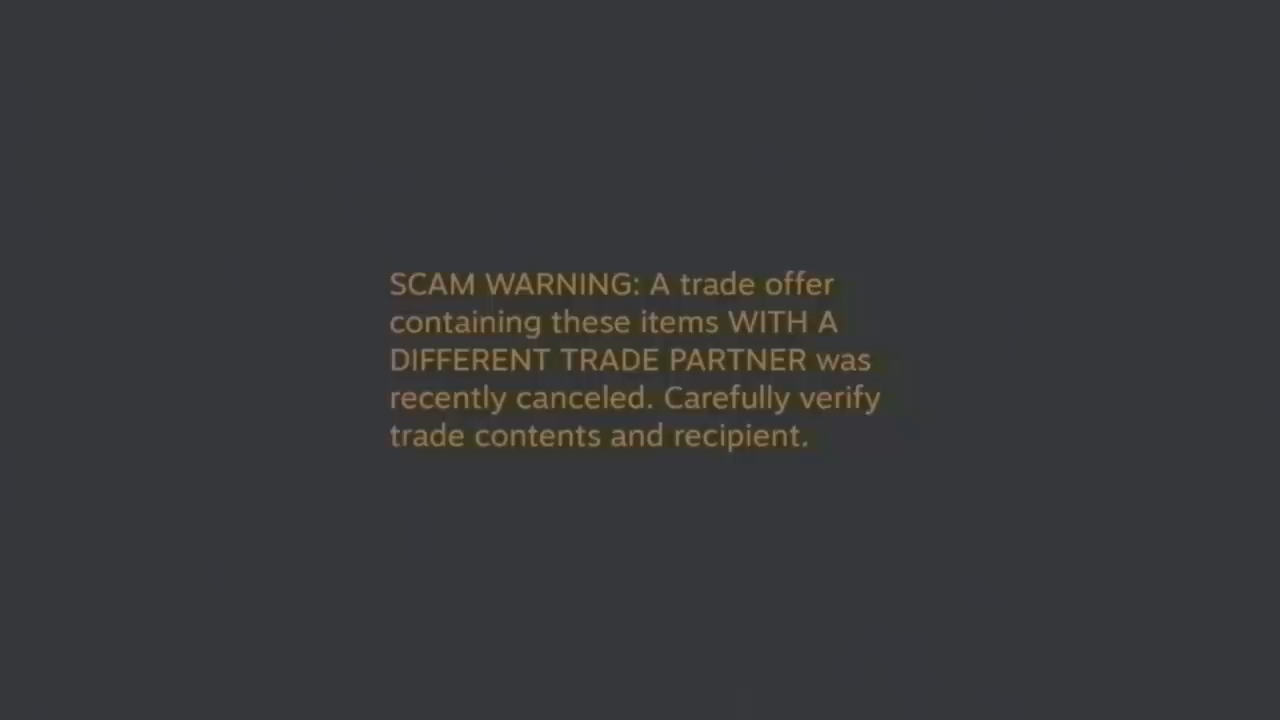 SCAM WARNING: A trade offer
containing these items WITH A
DIFFERENT TRADE PARTNER was
recently canceled. Carefully verify
trade contents and recipient.